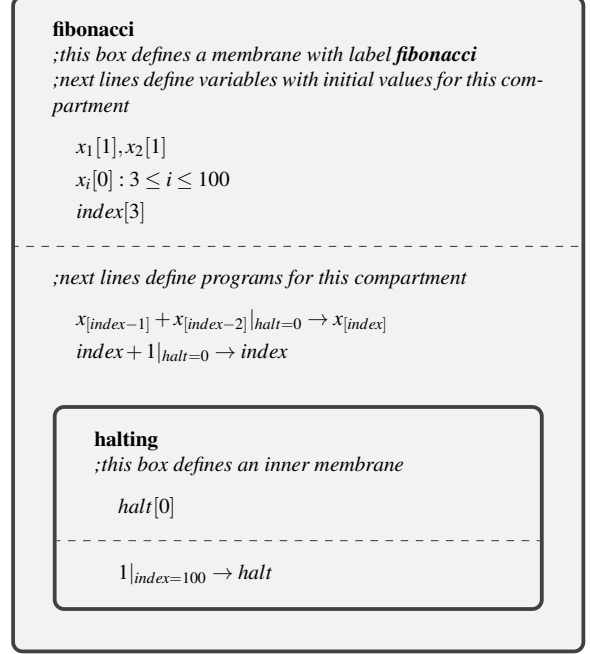 fibonacci
;this box defines a membrane with label fibonacci
;next lines define variables with initial values for this com-
partment
x₁[1], x₂[1]
xᵢ[0] : 3 ≤ i ≤ 100
index[3]
;next lines define programs for this compartment
x_{[index−1]} + x_{[index−2]}|_{halt=0} → x_{[index]}
index + 1|_{halt=0} → index
halting
;this box defines an inner membrane
halt[0]
1|_{index=100} → halt